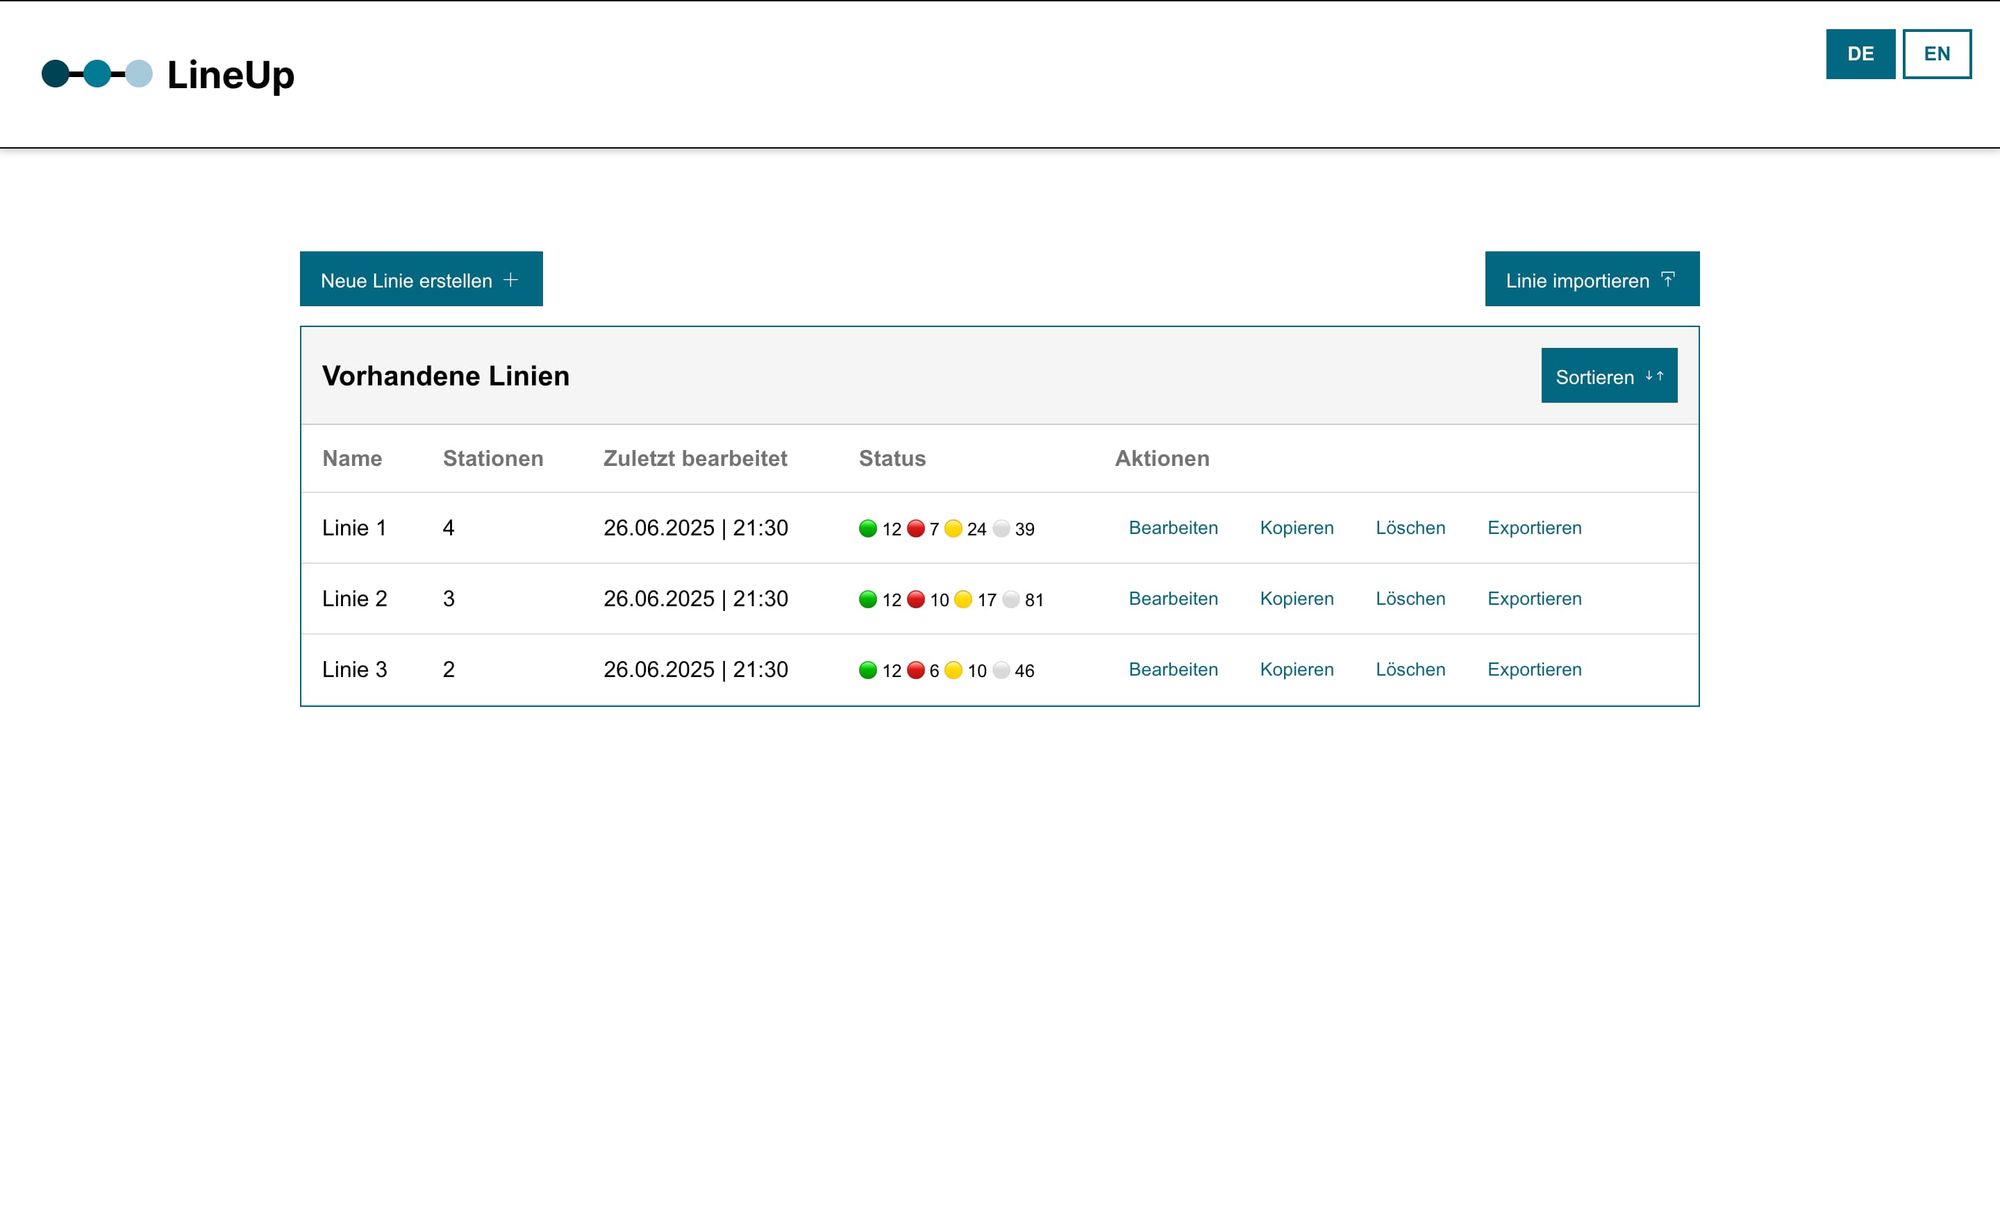 LineUp
DE EN
Neue Linie erstellen
Linie importieren
Vorhandene Linien
Sortieren
Name Stationen Zuletzt bearbeitet Status Aktionen
Linie 1 4 26.06.2025 | 21:30 12 7 24 39 Bearbeiten Kopieren Löschen Exportieren
Linie 2 3 26.06.2025 | 21:30 12 10 17 81 Bearbeiten Kopieren Löschen Exportieren
Linie 3 2 26.06.2025 | 21:30 12 6 10 46 Bearbeiten Kopieren Löschen Exportieren